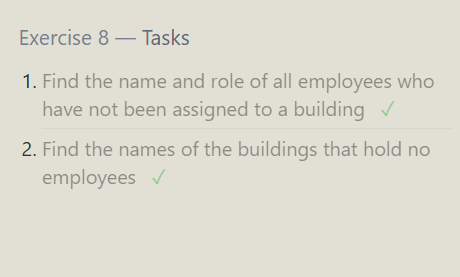 Exercise 8 — Tasks
1. Find the name and role of all employees who
have not been assigned to a building ✓
2. Find the names of the buildings that hold no
employees ✓